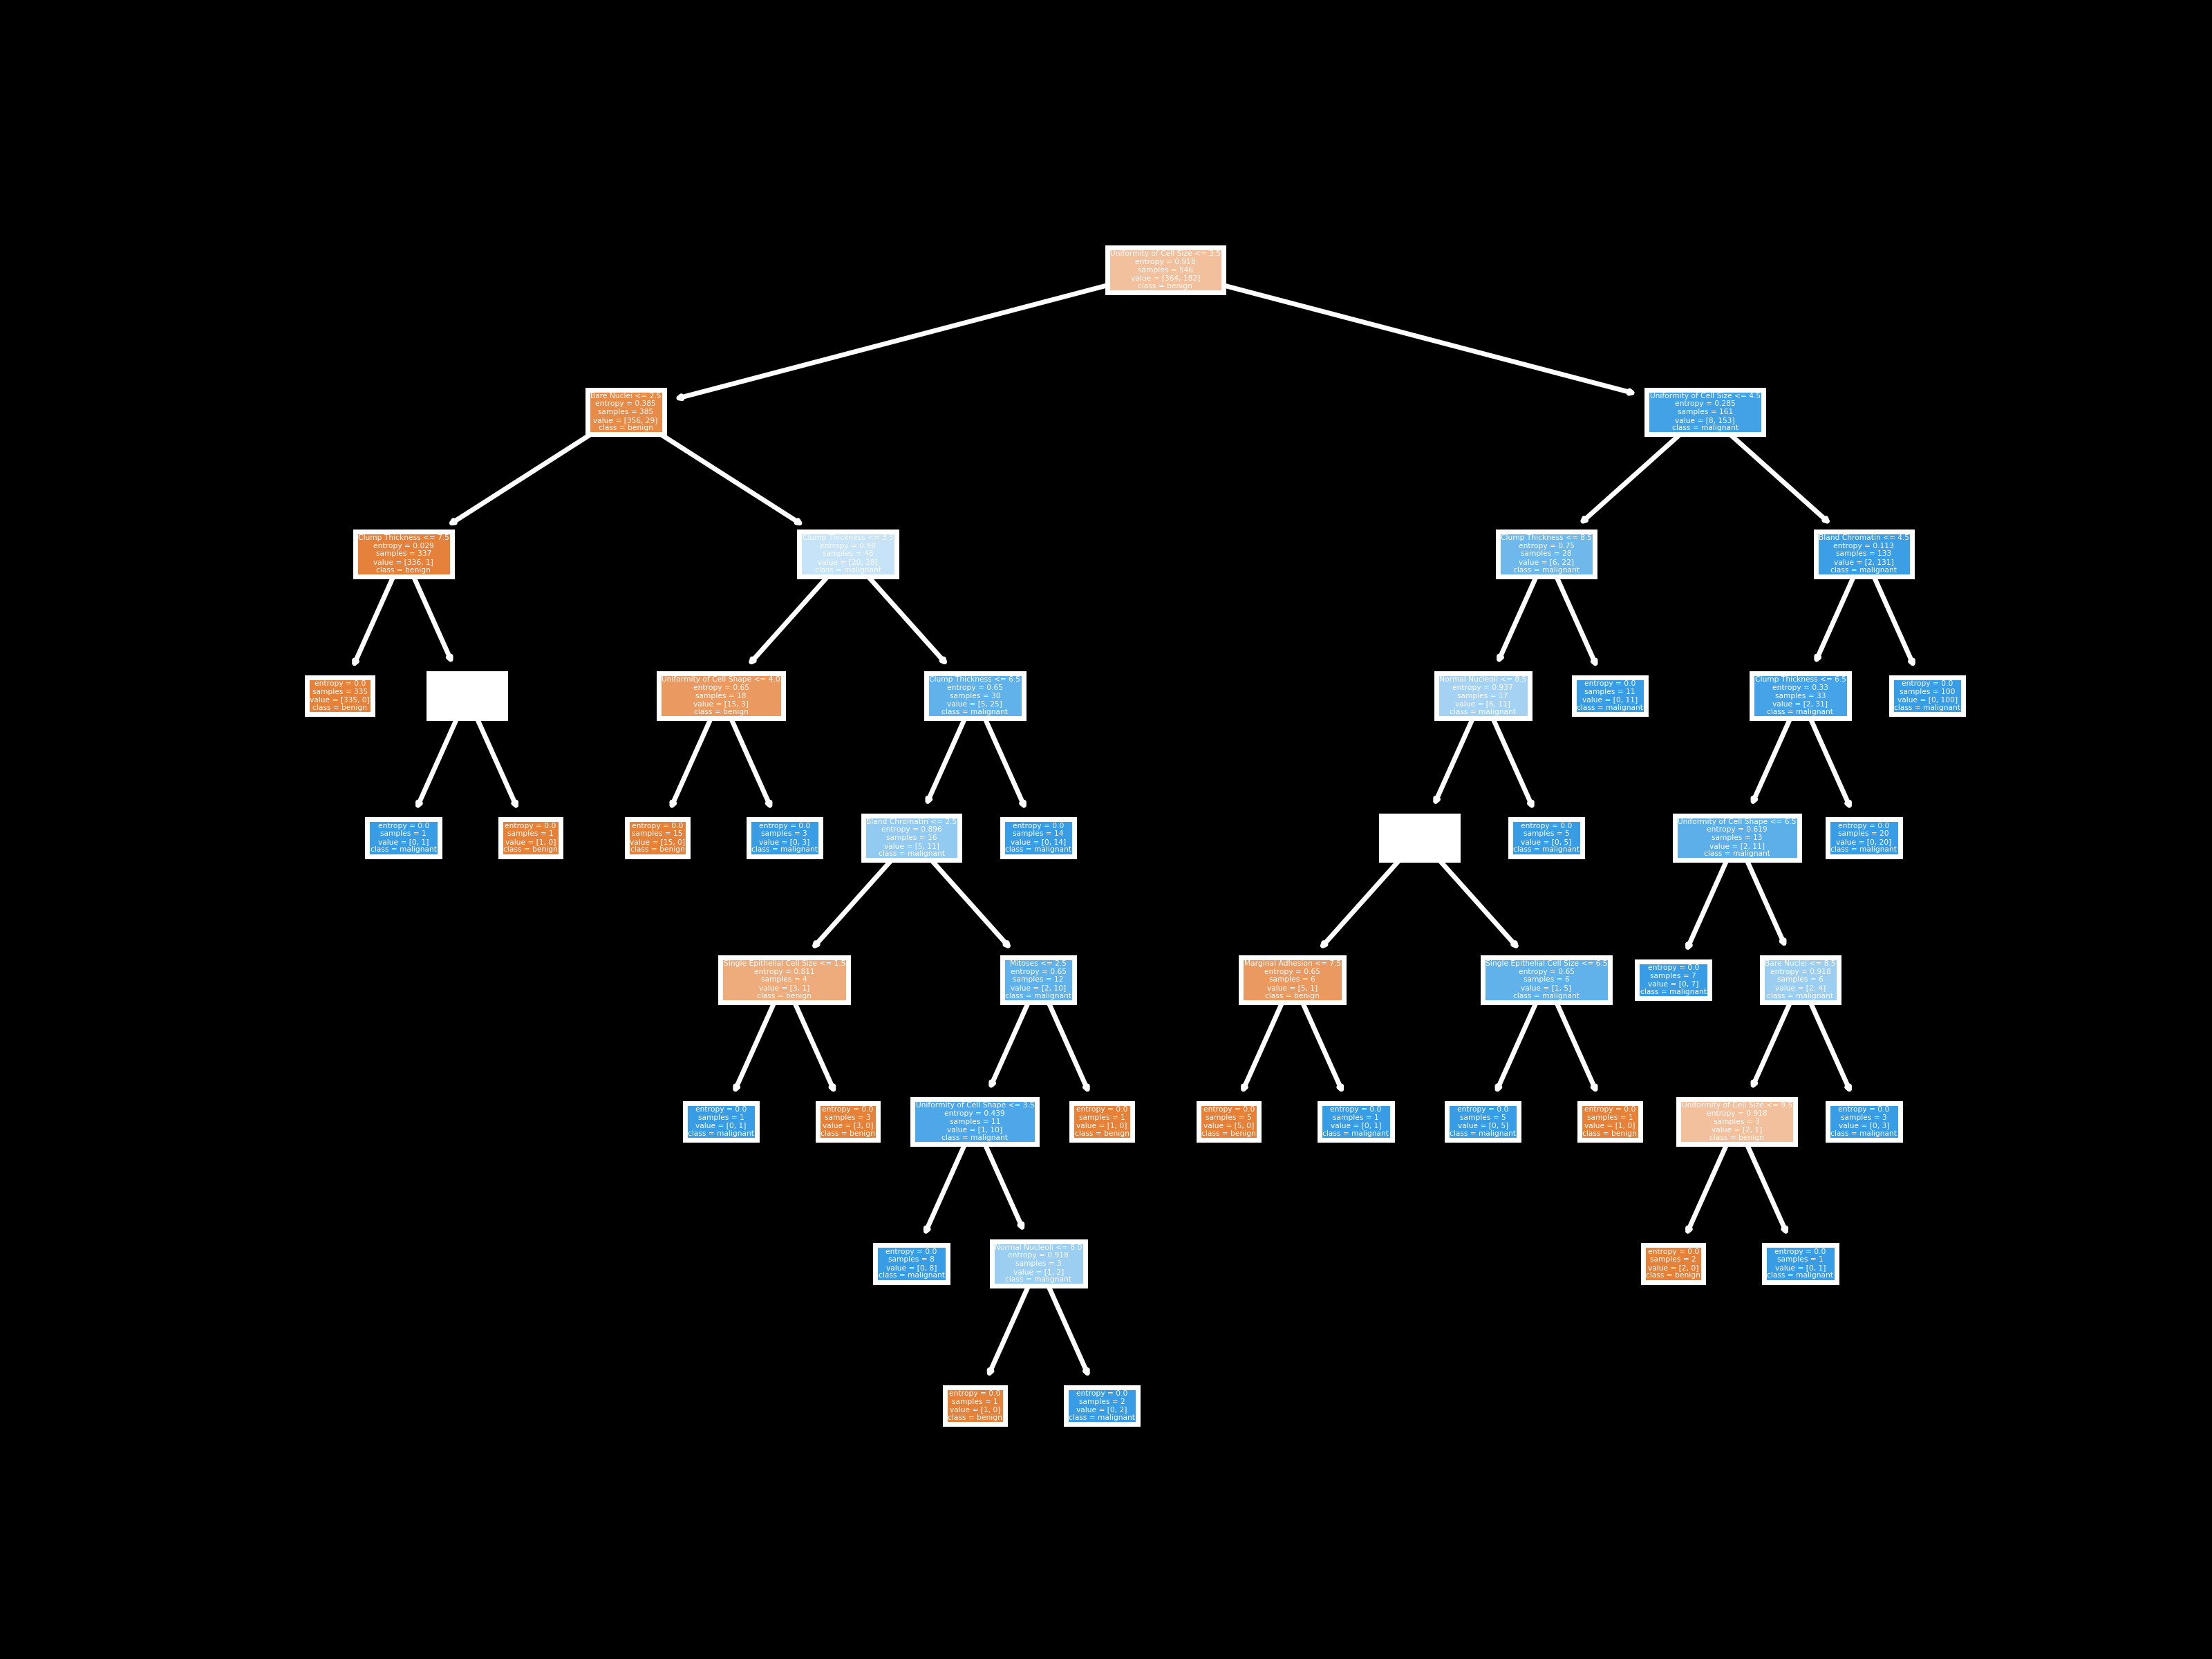 Uniformity of Cell Size <= 3.5
entropy = 0.918
samples = 546
value = [364, 182]
class = benign
Bare Nuclei <= 2.5
entropy = 0.385
samples = 385
value = [356, 29]
class = benign
Uniformity of Cell Size <= 4.5
entropy = 0.285
samples = 161
value = [8, 153]
class = malignant
Clump Thickness <= 7.5
entropy = 0.029
samples = 337
value = [336, 1]
class = benign
Clump Thickness <= 3.5
entropy = 0.98
samples = 48
value = [20, 28]
class = malignant
Clump Thickness <= 8.5
entropy = 0.75
samples = 28
value = [6, 22]
class = malignant
Bland Chromatin <= 4.5
entropy = 0.113
samples = 133
value = [2, 131]
class = malignant
entropy = 0.0
samples = 335
value = [335, 0]
class = benign
Uniformity of Cell Shape <= 4.0
entropy = 0.65
samples = 18
value = [15, 3]
class = benign
Clump Thickness <= 6.5
entropy = 0.65
samples = 30
value = [5, 25]
class = malignant
Normal Nucleoli <= 8.5
entropy = 0.937
samples = 17
value = [6, 11]
class = malignant
entropy = 0.0
samples = 11
value = [0, 11]
class = malignant
Clump Thickness <= 6.5
entropy = 0.33
samples = 33
value = [2, 31]
class = malignant
entropy = 0.0
samples = 100
value = [0, 100]
class = malignant
entropy = 0.0
samples = 1
value = [0, 1]
class = malignant
entropy = 0.0
samples = 1
value = [1, 0]
class = benign
entropy = 0.0
samples = 15
value = [15, 0]
class = benign
entropy = 0.0
samples = 3
value = [0, 3]
class = malignant
Bland Chromatin <= 2.5
entropy = 0.896
samples = 16
value = [5, 11]
class = malignant
entropy = 0.0
samples = 14
value = [0, 14]
class = malignant
entropy = 0.0
samples = 5
value = [0, 5]
class = malignant
Uniformity of Cell Shape <= 6.5
entropy = 0.619
samples = 13
value = [2, 11]
class = malignant
entropy = 0.0
samples = 20
value = [0, 20]
class = malignant
Single Epithelial Cell Size <= 1.5
entropy = 0.811
samples = 4
value = [3, 1]
class = benign
Mitoses <= 2.5
entropy = 0.65
samples = 12
value = [2, 10]
class = malignant
Marginal Adhesion <= 7.5
entropy = 0.65
samples = 6
value = [5, 1]
class = benign
Single Epithelial Cell Size <= 6.5
entropy = 0.65
samples = 6
value = [1, 5]
class = malignant
entropy = 0.0
samples = 7
value = [0, 7]
class = malignant
Bare Nuclei <= 8.5
entropy = 0.918
samples = 6
value = [2, 4]
class = malignant
entropy = 0.0
samples = 1
value = [0, 1]
class = malignant
entropy = 0.0
samples = 3
value = [3, 0]
class = benign
Uniformity of Cell Shape <= 3.5
entropy = 0.439
samples = 11
value = [1, 10]
class = malignant
entropy = 0.0
samples = 1
value = [1, 0]
class = benign
entropy = 0.0
samples = 5
value = [5, 0]
class = benign
entropy = 0.0
samples = 1
value = [0, 1]
class = malignant
entropy = 0.0
samples = 5
value = [0, 5]
class = malignant
entropy = 0.0
samples = 1
value = [1, 0]
class = benign
Uniformity of Cell Size <= 9.5
entropy = 0.918
samples = 3
value = [2, 1]
class = benign
entropy = 0.0
samples = 3
value = [0, 3]
class = malignant
entropy = 0.0
samples = 8
value = [0, 8]
class = malignant
Normal Nucleoli <= 8.0
entropy = 0.918
samples = 3
value = [1, 2]
class = malignant
entropy = 0.0
samples = 2
value = [2, 0]
class = benign
entropy = 0.0
samples = 1
value = [0, 1]
class = malignant
entropy = 0.0
samples = 1
value = [1, 0]
class = benign
entropy = 0.0
samples = 2
value = [0, 2]
class = malignant